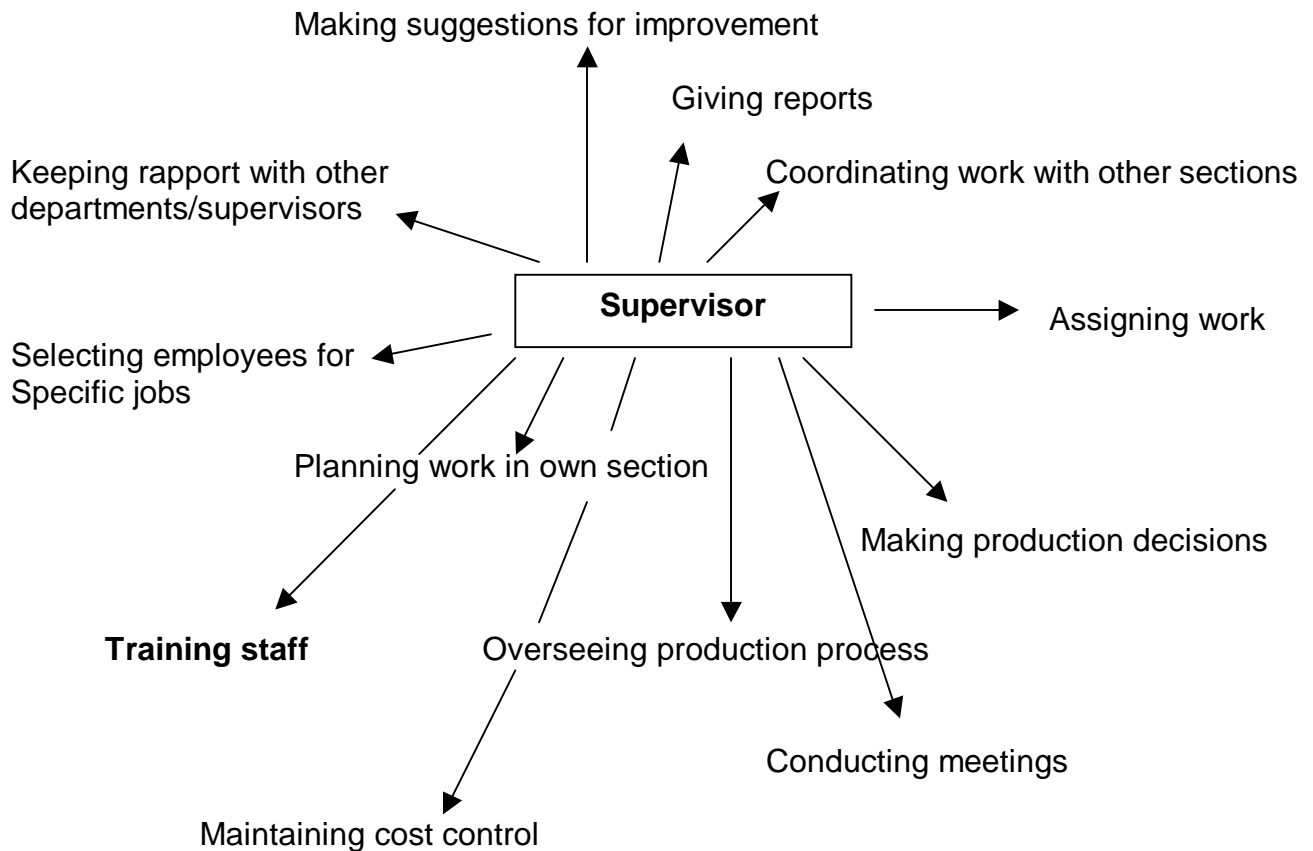 Making suggestions for improvement
Giving reports
Keeping rapport with other
departments/supervisors
Coordinating work with other sections
Supervisor
Assigning work
Selecting employees for
Specific jobs
Planning work in own section
Making production decisions
Training staff
Overseeing production process
Conducting meetings
Maintaining cost control